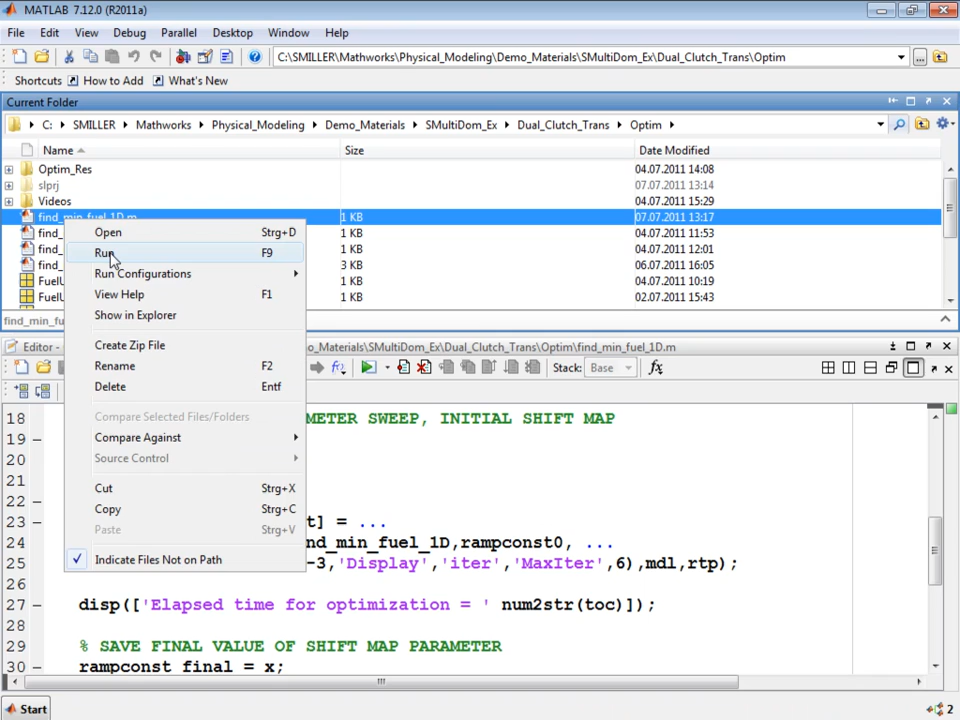 MATLAB 7.12.0 (R2011a)
File Edit View Debug Parallel Desktop Window Help
C:\SMILLER\Mathworks\Physical_Modeling\Demo_Materials\SMultiDom_Ex\Dual_Clutch_Trans\Optim
Shortcuts How to Add What's New
Current Folder
C: SMILLER Mathworks Physical_Modeling Demo_Materials SMultiDom_Ex Dual_Clutch_Trans Optim
Name Size Date Modified
Optim_Res 04.07.2011 14:08
slprj 07.07.2011 13:14
Videos 04.07.2011 15:29
find_min_fuel_1D.m 1 KB 07.07.2011 13:17
find_ 1 KB 04.07.2011 11:53
find_ 1 KB 04.07.2011 12:01
find_ 3 KB 06.07.2011 16:05
FuelU 1 KB 04.07.2011 10:19
FuelU 1 KB 02.07.2011 15:43
find_min_fu
Open Strg+D
Run F9
Run Configurations
View Help F1
Show in Explorer
Create Zip File
Rename F2
Delete Entf
Compare Selected Files/Folders
Compare Against
Source Control
Cut Strg+X
Copy Strg+C
Paste Strg+V
Indicate Files Not on Path
Editor - o_Materials\SMultiDom_Ex\Dual_Clutch_Trans\Optim\find_min_fuel_1D.m
Stack: Base fx
18 METER SWEEP, INITIAL SHIFT MAP
19 –
20
21
22 –
23 – t] = ...
24 nd_min_fuel_1D,rampconst0, ...
25 -3,'Display','iter','MaxIter',6),mdl,rtp);
26
27 – disp(['Elapsed time for optimization = ' num2str(toc)]);
28
29 % SAVE FINAL VALUE OF SHIFT MAP PARAMETER
30 – rampconst_final = x;
Start 2